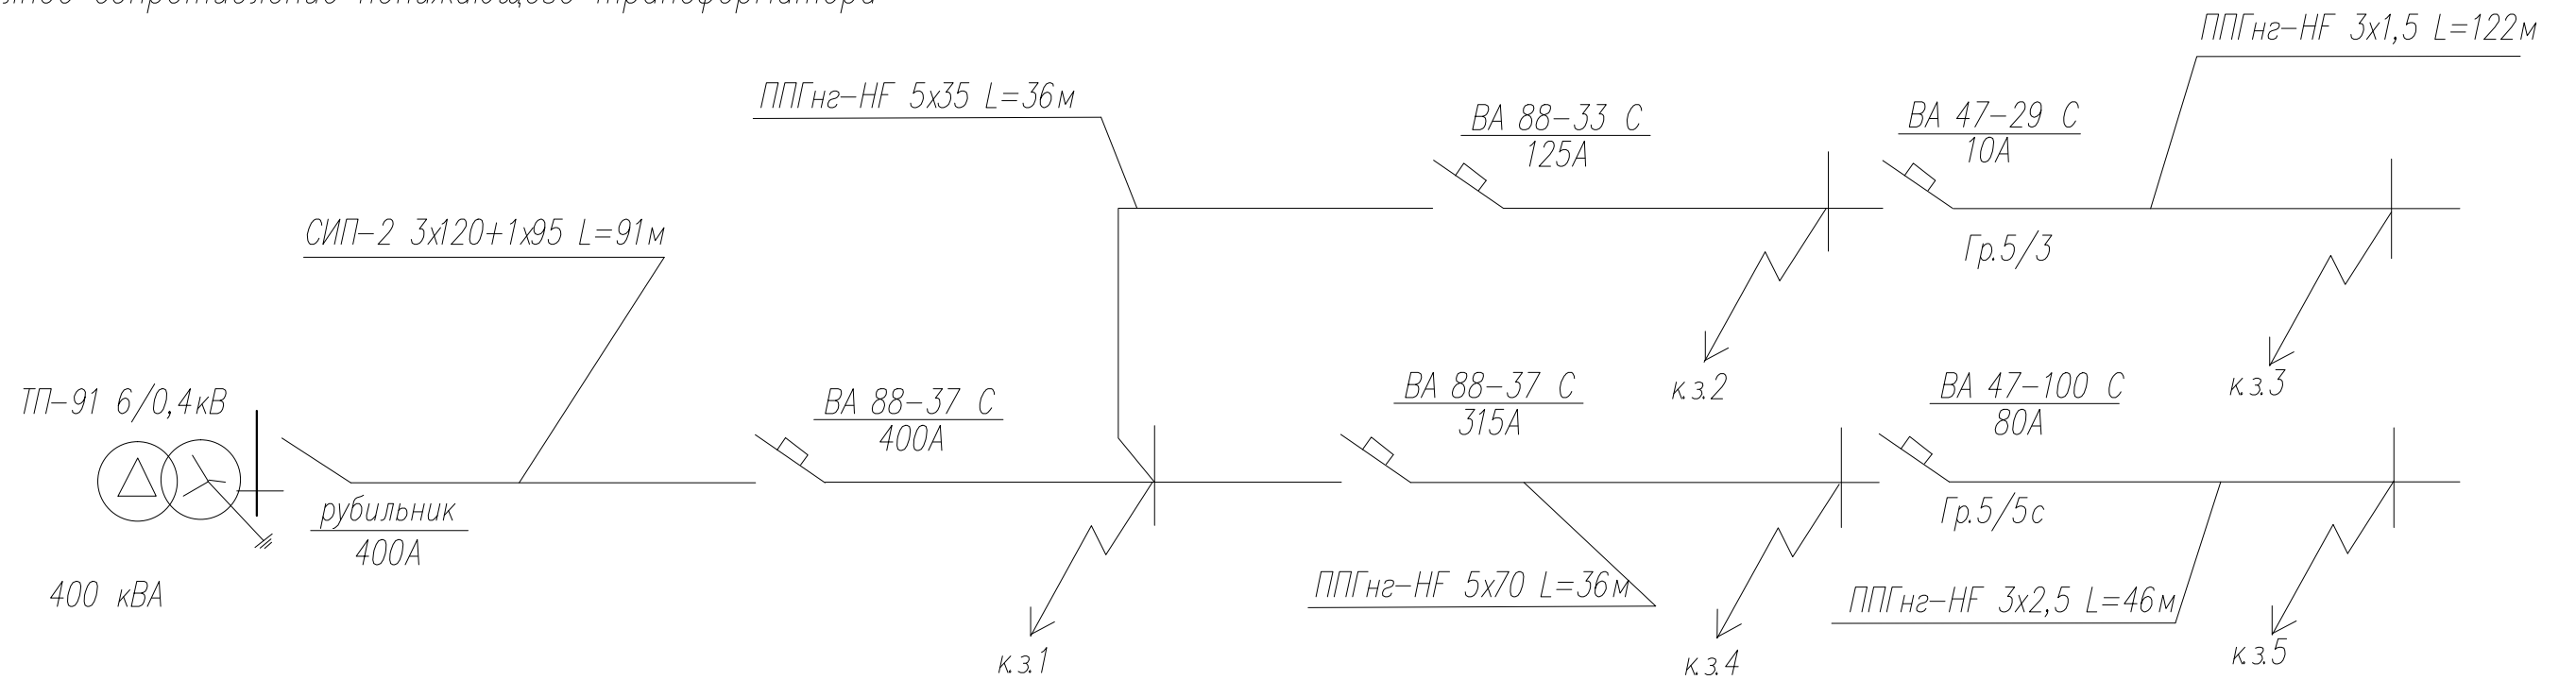 понижающего трансформатора
ППГнг-HF 3х1,5 L=122м
ППГнг-HF 5х35 L=36м
ВА 88-33 С
125А
ВА 47-29 С
10А
СИП-2 3х120+1х95 L=91м
Гр.5/3
ТП-91 6/0,4кВ
ВА 88-37 С
400А
к.з.2
ВА 88-37 С
315А
к.з.3
ВА 47-100 С
80А
рубильник
400А
Гр.5/5с
400 кВА
ППГнг-HF 5х70 L=36м
ППГнг-HF 3х2,5 L=46м
к.з.1
к.з.4
к.з.5